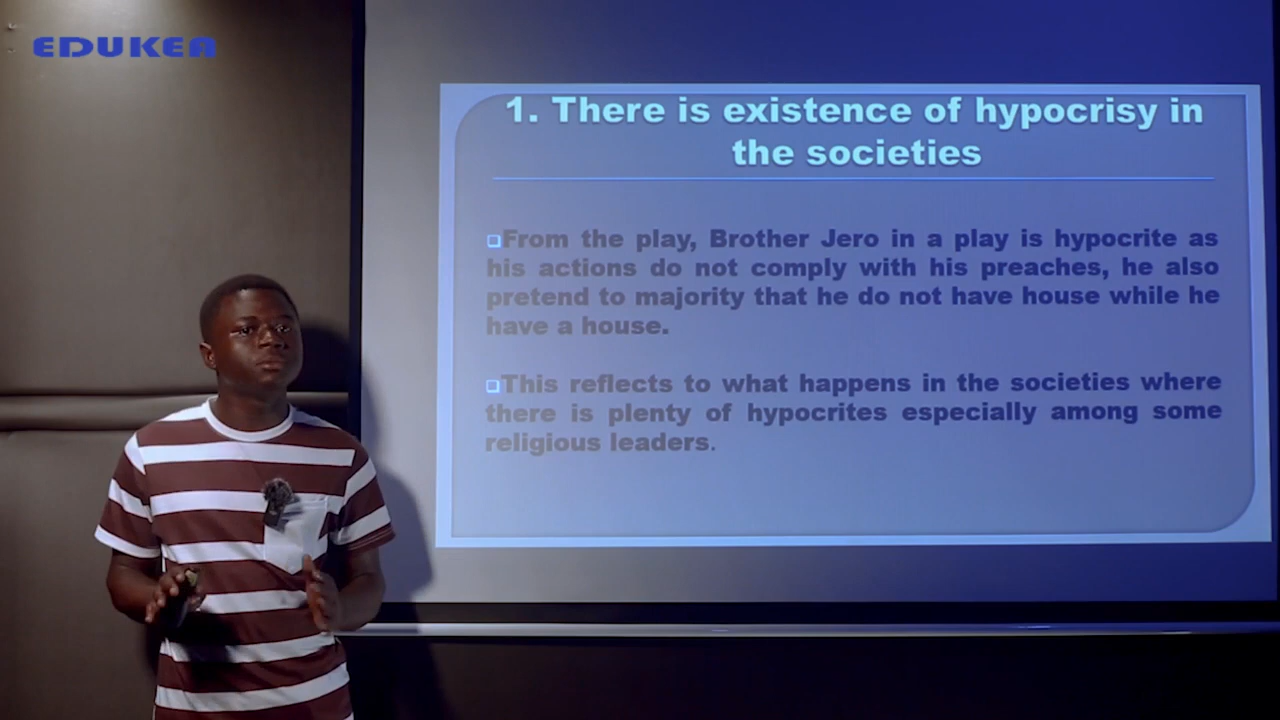 EDUKEA
1. There is existence of hypocrisy in
the societies
From the play, Brother Jero in a play is hypocrite as
his actions do not comply with his preaches, he also
pretend to majority that he do not have house while he
have a house.
This reflects to what happens in the societies where
there is plenty of hypocrites especially among some
religious leaders.